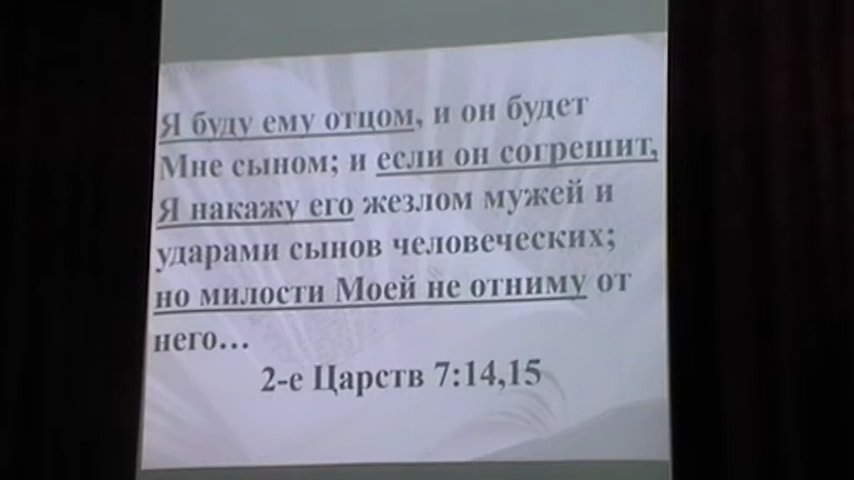 Я буду ему отцом, и он будет
Мне сыном; и если он согрешит,
Я накажу его жезлом мужей и
ударами сынов человеческих;
но милости Моей не отниму от
него...
2-е Царств 7:14,15